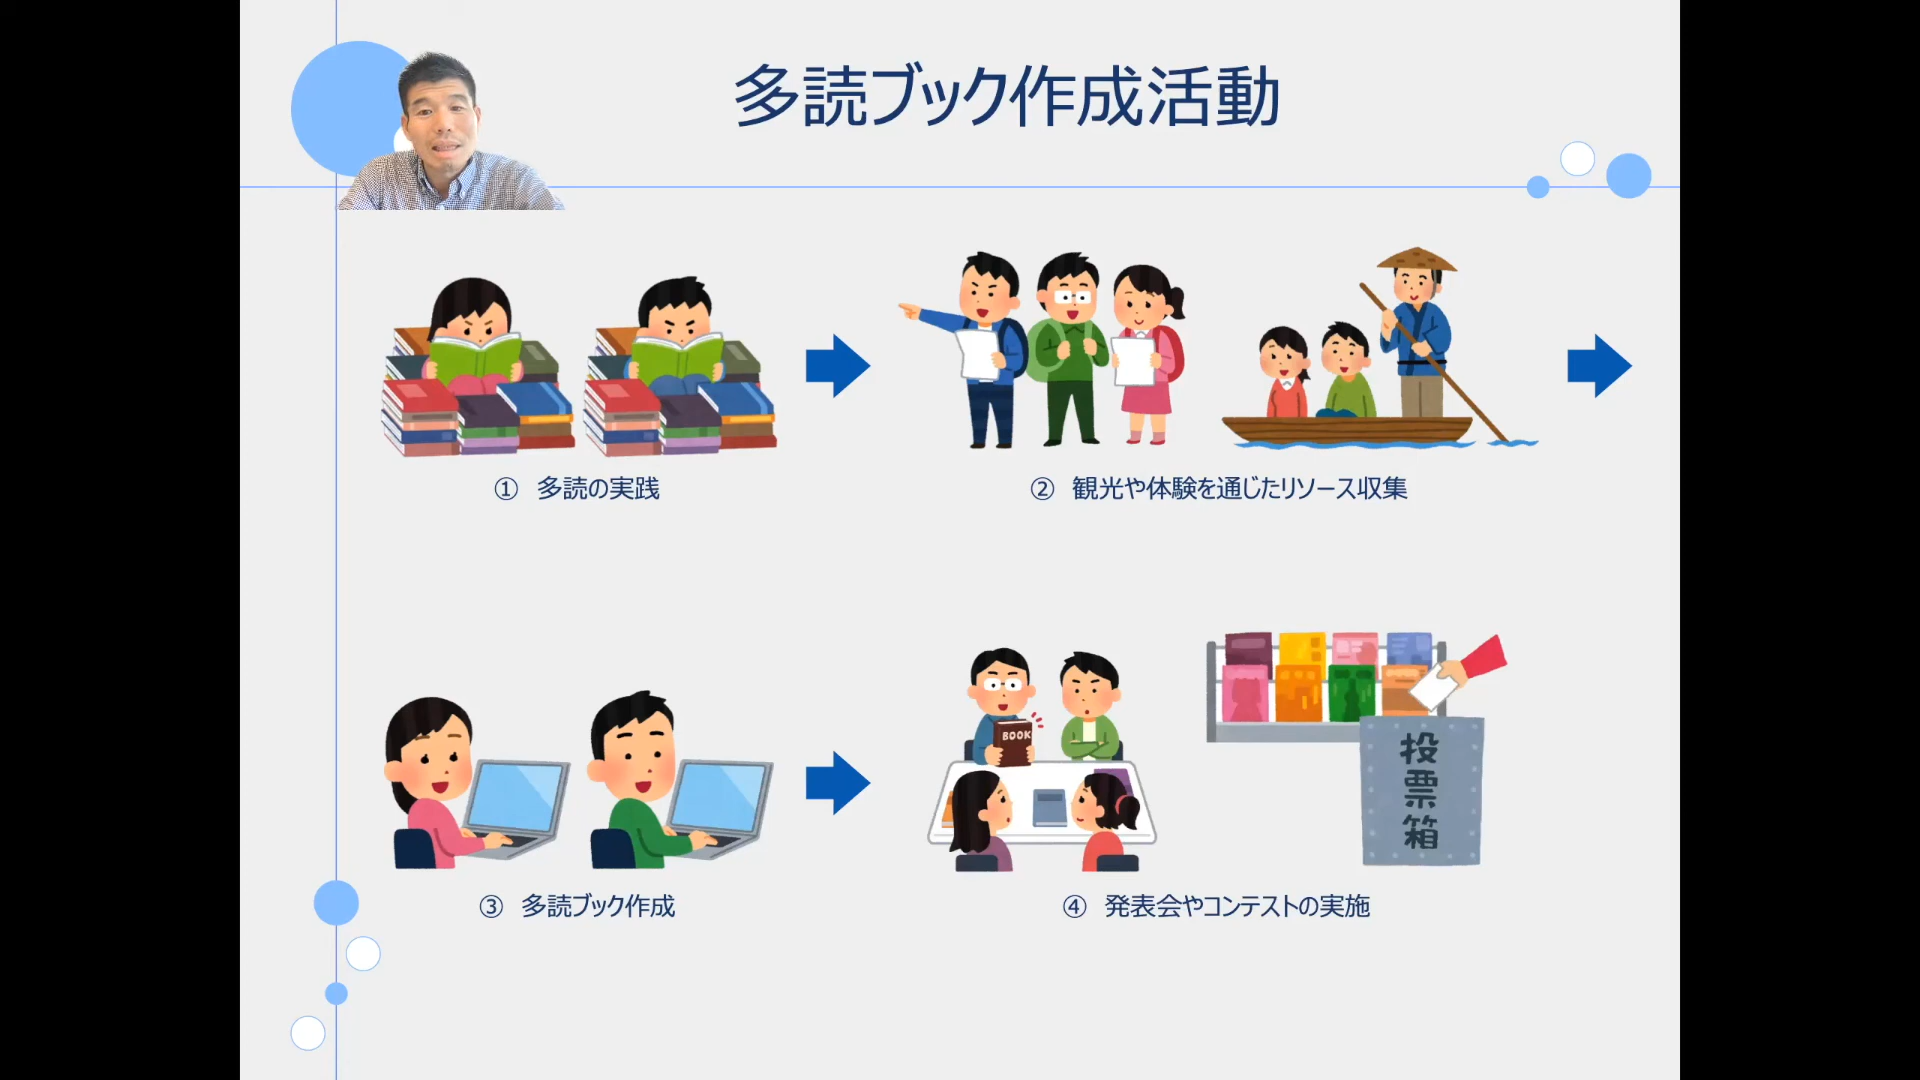 多読ブック作成活動
① 多読の実践
② 観光や体験を通じたリソース収集
BOOK
投票箱
③ 多読ブック作成
④ 発表会やコンテストの実施